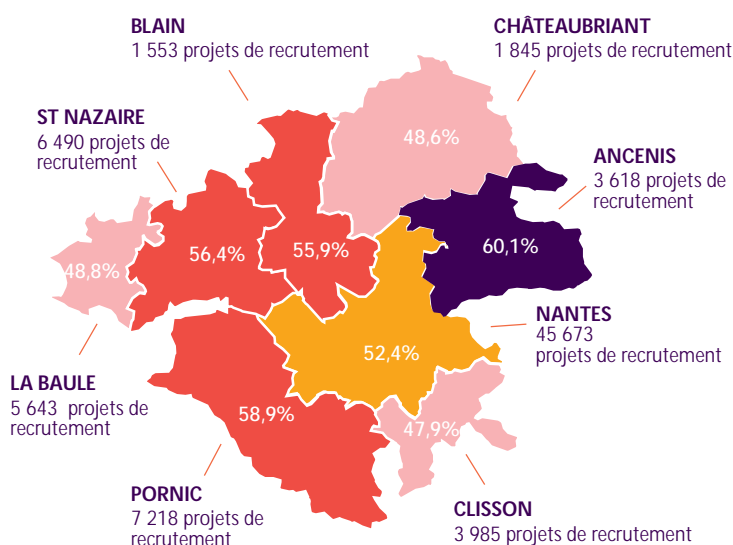 BLAIN
1 553 projets de recrutement
CHÂTEAUBRIANT
1 845 projets de recrutement
ST NAZAIRE
6 490 projets de
recrutement
48,6%
ANCENIS
3 618 projets de
recrutement
56,4%
55,9%
60,1%
48,8%
NANTES
45 673
projets de recrutement
52,4%
LA BAULE
5 643 projets de
recrutement
58,9%
47,9%
PORNIC
7 218 projets de
recrutement
CLISSON
3 985 projets de recrutement